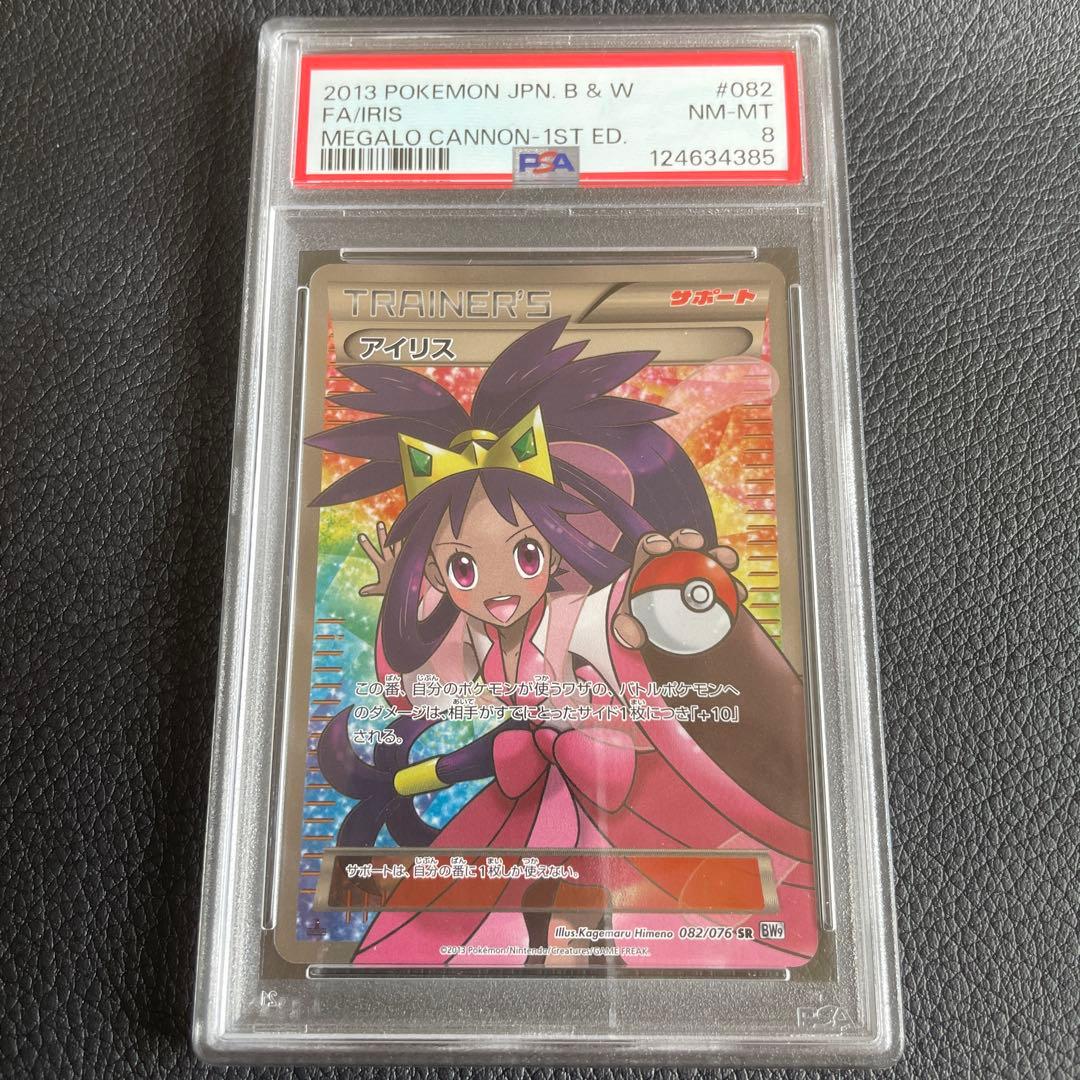 2013 POKEMON JPN. B & W #082
FA/IRIS NM-MT
MEGALO CANNON-1ST ED. 8
PSA 124634385
TRAINER'S サポート
アイリス
この番、自分のポケモンが使うワザの、バトルポケモンへ
のダメージは、相手がすでにとったサイド1枚につき「+10」
される。
サポートは、自分の番に1枚しか使えない。
Illus.Kagemaru Himeno 082/076 SR BW9
©2013 Pokémon/Nintendo/Creatures/GAME FREAK.
PSA